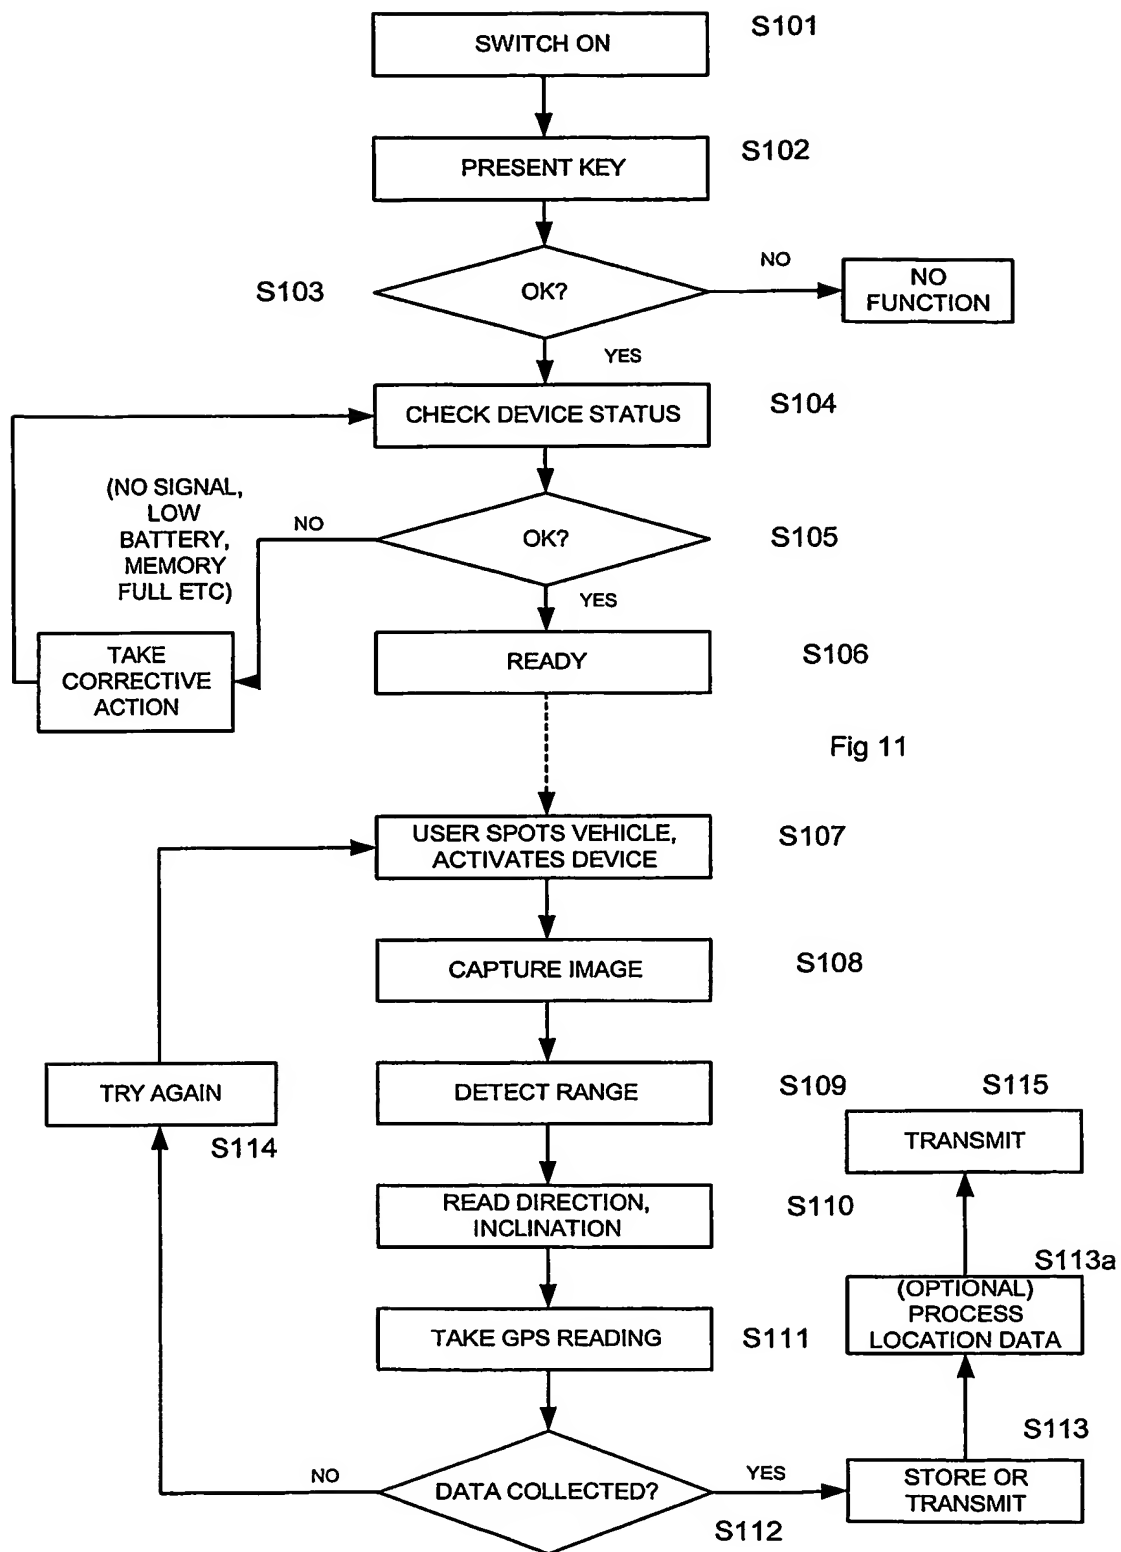 SWITCH ON
S101
PRESENT KEY
S102
S103
OK?
NO
NO
FUNCTION
YES
CHECK DEVICE STATUS
S104
(NO SIGNAL,
LOW
BATTERY,
MEMORY
FULL ETC)
NO
OK?
S105
YES
TAKE
CORRECTIVE
ACTION
READY
S106
Fig 11
USER SPOTS VEHICLE,
ACTIVATES DEVICE
S107
CAPTURE IMAGE
S108
TRY AGAIN
S114
DETECT RANGE
S109
S115
TRANSMIT
READ DIRECTION,
INCLINATION
S110
S113a
(OPTIONAL)
PROCESS
LOCATION DATA
TAKE GPS READING
S111
S113
NO
DATA COLLECTED?
YES
STORE OR
TRANSMIT
S112